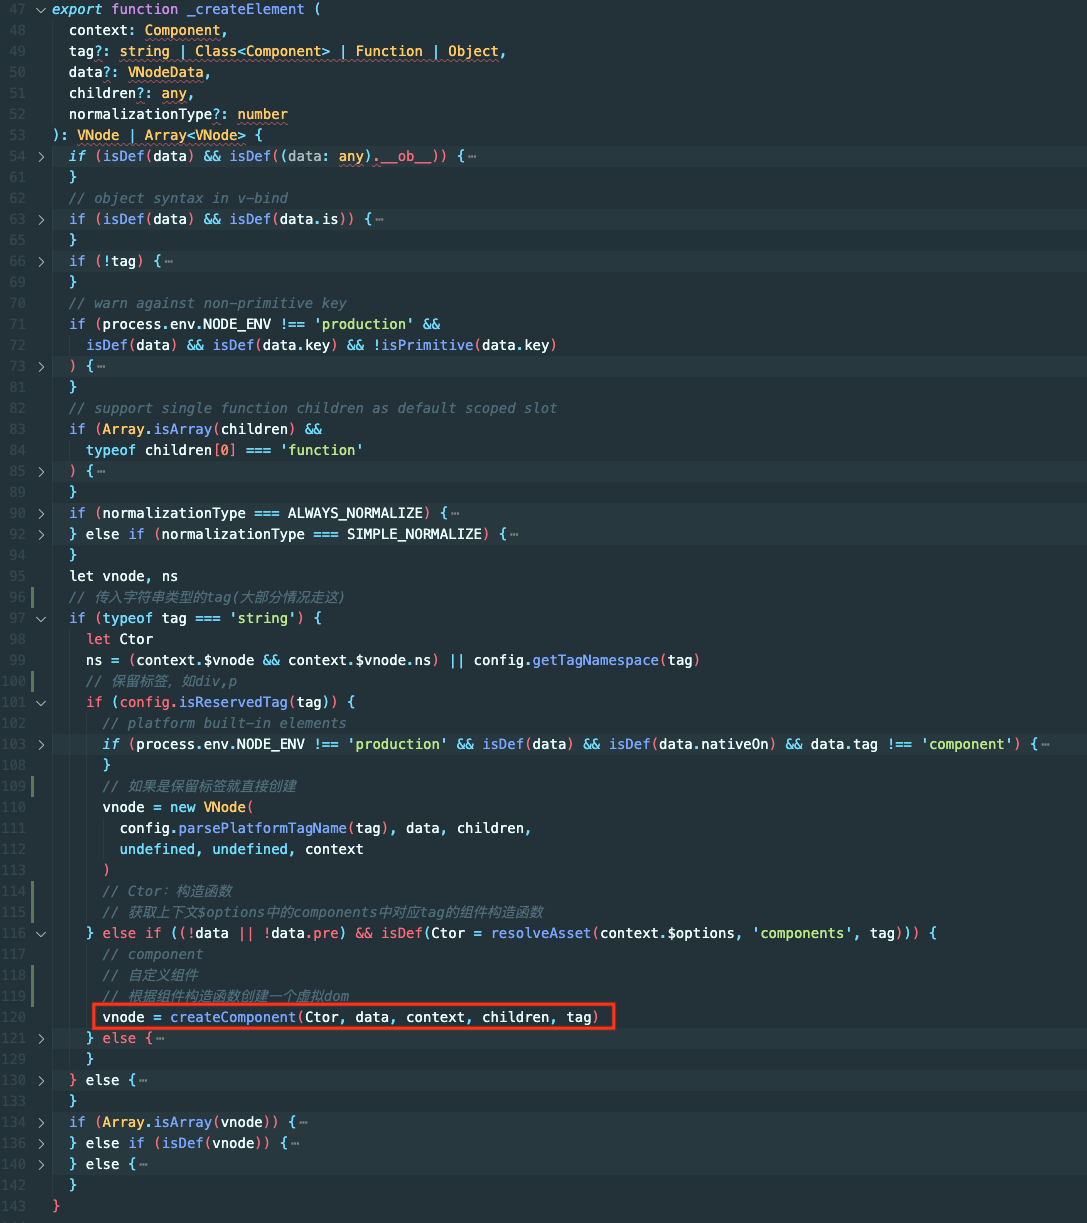 47 export function _createElement (
48 context: Component,
49 tag?: string | Class<Component> | Function | Object,
50 data?: VNodeData,
51 children?: any,
52 normalizationType?: number
53 ): VNode | Array<VNode> {
54 if (isDef(data) && isDef((data: any).__ob__)) {⋯
61 }
62 // object syntax in v-bind
63 if (isDef(data) && isDef(data.is)) {⋯
65 }
66 if (!tag) {⋯
69 }
70 // warn against non-primitive key
71 if (process.env.NODE_ENV !== 'production' &&
72 isDef(data) && isDef(data.key) && !isPrimitive(data.key)
73 ) {⋯
81 }
82 // support single function children as default scoped slot
83 if (Array.isArray(children) &&
84 typeof children[0] === 'function'
85 ) {⋯
89 }
90 if (normalizationType === ALWAYS_NORMALIZE) {⋯
92 } else if (normalizationType === SIMPLE_NORMALIZE) {⋯
94 }
95 let vnode, ns
96 // 传入字符串类型的tag(大部分情况走这)
97 if (typeof tag === 'string') {
98 let Ctor
99 ns = (context.$vnode && context.$vnode.ns) || config.getTagNamespace(tag)
100 // 保留标签，如div,p
101 if (config.isReservedTag(tag)) {
102 // platform built-in elements
103 if (process.env.NODE_ENV !== 'production' && isDef(data) && isDef(data.nativeOn) && data.tag !== 'component') {⋯
108 }
109 // 如果是保留标签就直接创建
110 vnode = new VNode(
111 config.parsePlatformTagName(tag), data, children,
112 undefined, undefined, context
113 )
114 // Ctor：构造函数
115 // 获取上下文$options中的components中对应tag的组件构造函数
116 } else if ((!data || !data.pre) && isDef(Ctor = resolveAsset(context.$options, 'components', tag))) {
117 // component
118 // 自定义组件
119 // 根据组件构造函数创建一个虚拟dom
120 vnode = createComponent(Ctor, data, context, children, tag)
121 } else {⋯
129 }
130 } else {⋯
133 }
134 if (Array.isArray(vnode)) {⋯
136 } else if (isDef(vnode)) {⋯
140 } else {⋯
142 }
143 }